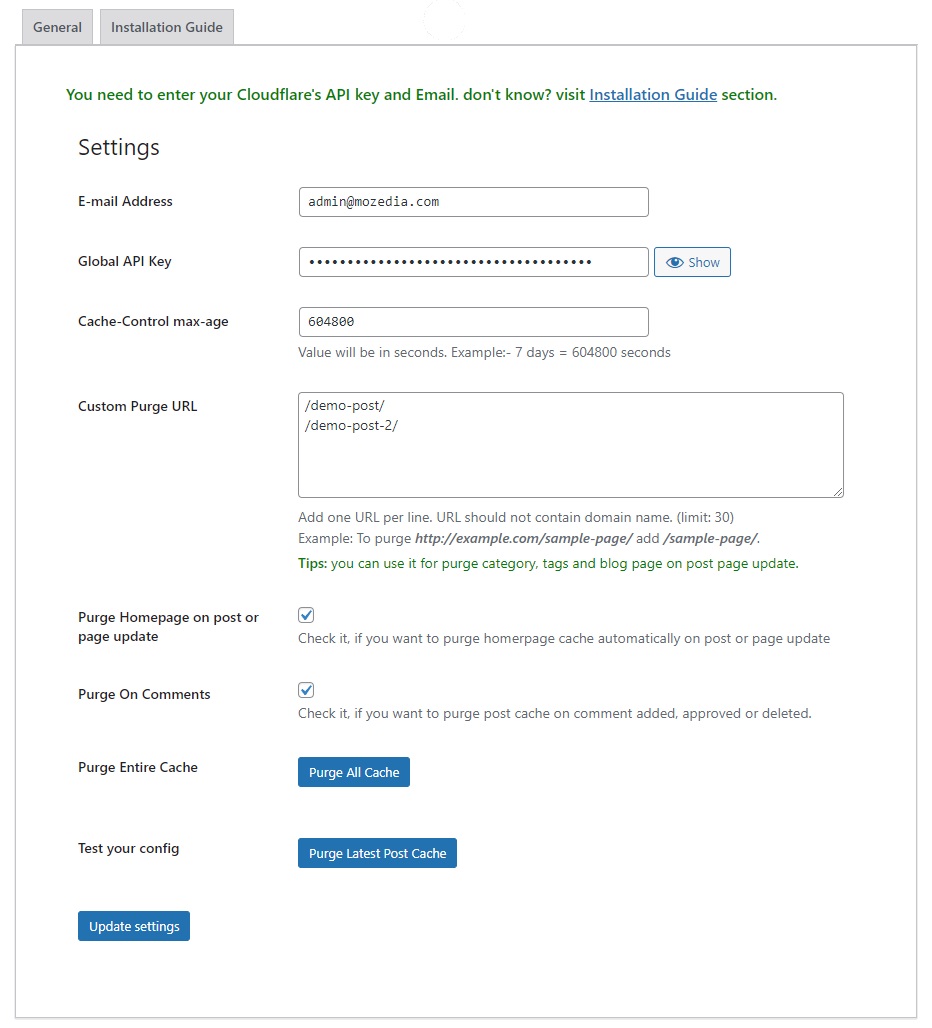 General Installation Guide
You need to enter your Cloudflare's API key and Email. don't know? visit Installation Guide section.
Settings
E-mail Address admin@mozedia.com
Global API Key ••••••••••••••••••••••••••••••••••••• Show
Cache-Control max-age 604800
Value will be in seconds. Example:- 7 days = 604800 seconds
Custom Purge URL /demo-post/
/demo-post-2/
Add one URL per line. URL should not contain domain name. (limit: 30)
Example: To purge http://example.com/sample-page/ add /sample-page/.
Tips: you can use it for purge category, tags and blog page on post page update.
Purge Homepage on post or
page update
Check it, if you want to purge homerpage cache automatically on post or page update
Purge On Comments
Check it, if you want to purge post cache on comment added, approved or deleted.
Purge Entire Cache Purge All Cache
Test your config Purge Latest Post Cache
Update settings